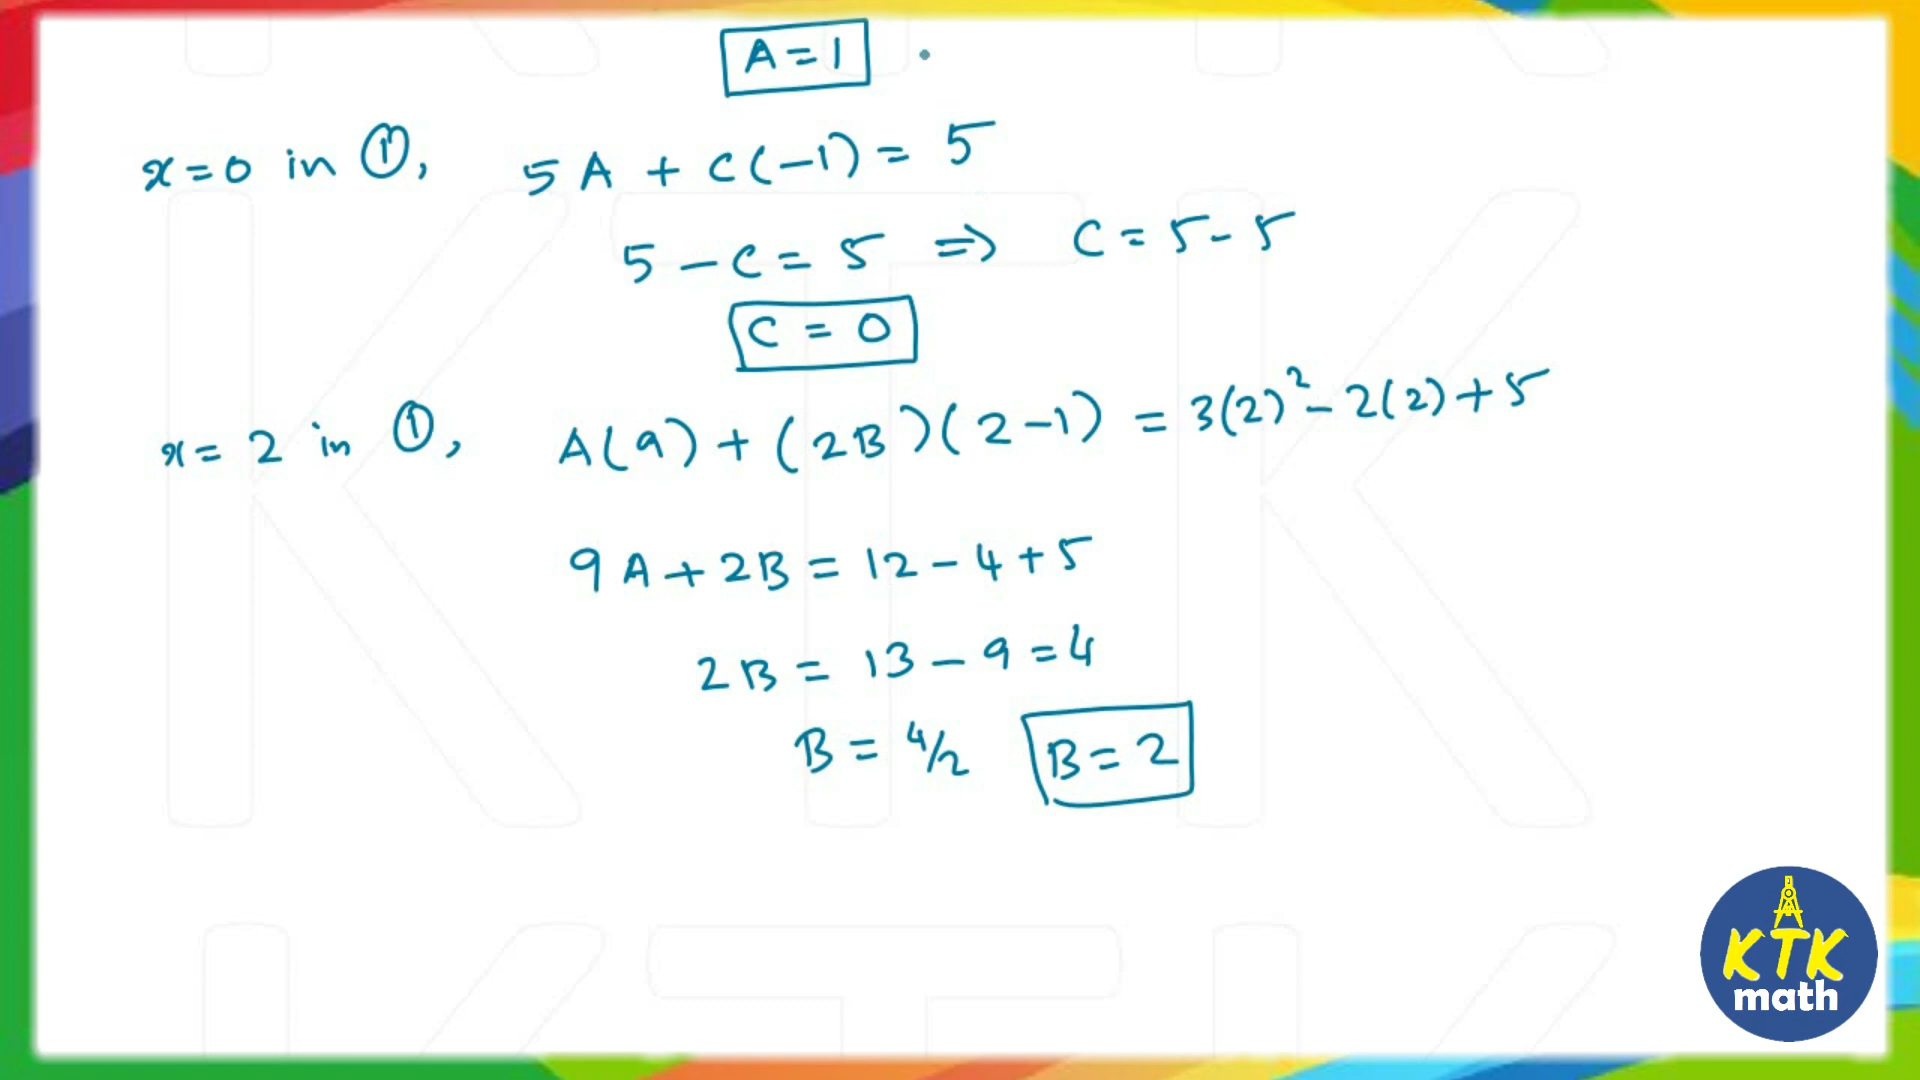 A = 1
x = 0 in ①, 5A + C(-1) = 5
5 - C = 5 ⇒ C = 5 - 5
C = 0
x = 2 in ①, A(9) + (2B)(2-1) = 3(2)² - 2(2) + 5
9A + 2B = 12 - 4 + 5
2B = 13 - 9 = 4
B = 4/2 B = 2
KTK
math